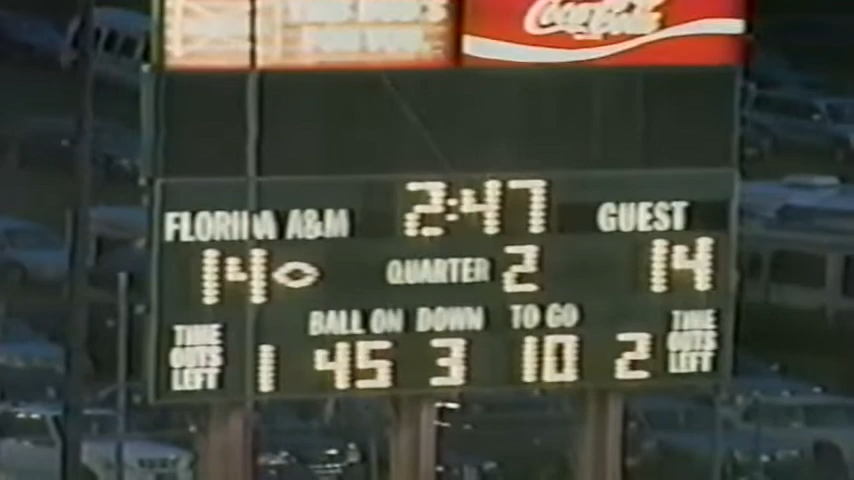 Coca-Cola
2:47
FLORIDA A&M GUEST
14 QUARTER 2 14
BALL ON DOWN TO GO
TIME OUTS LEFT 1 45 3 10 2 TIME OUTS LEFT